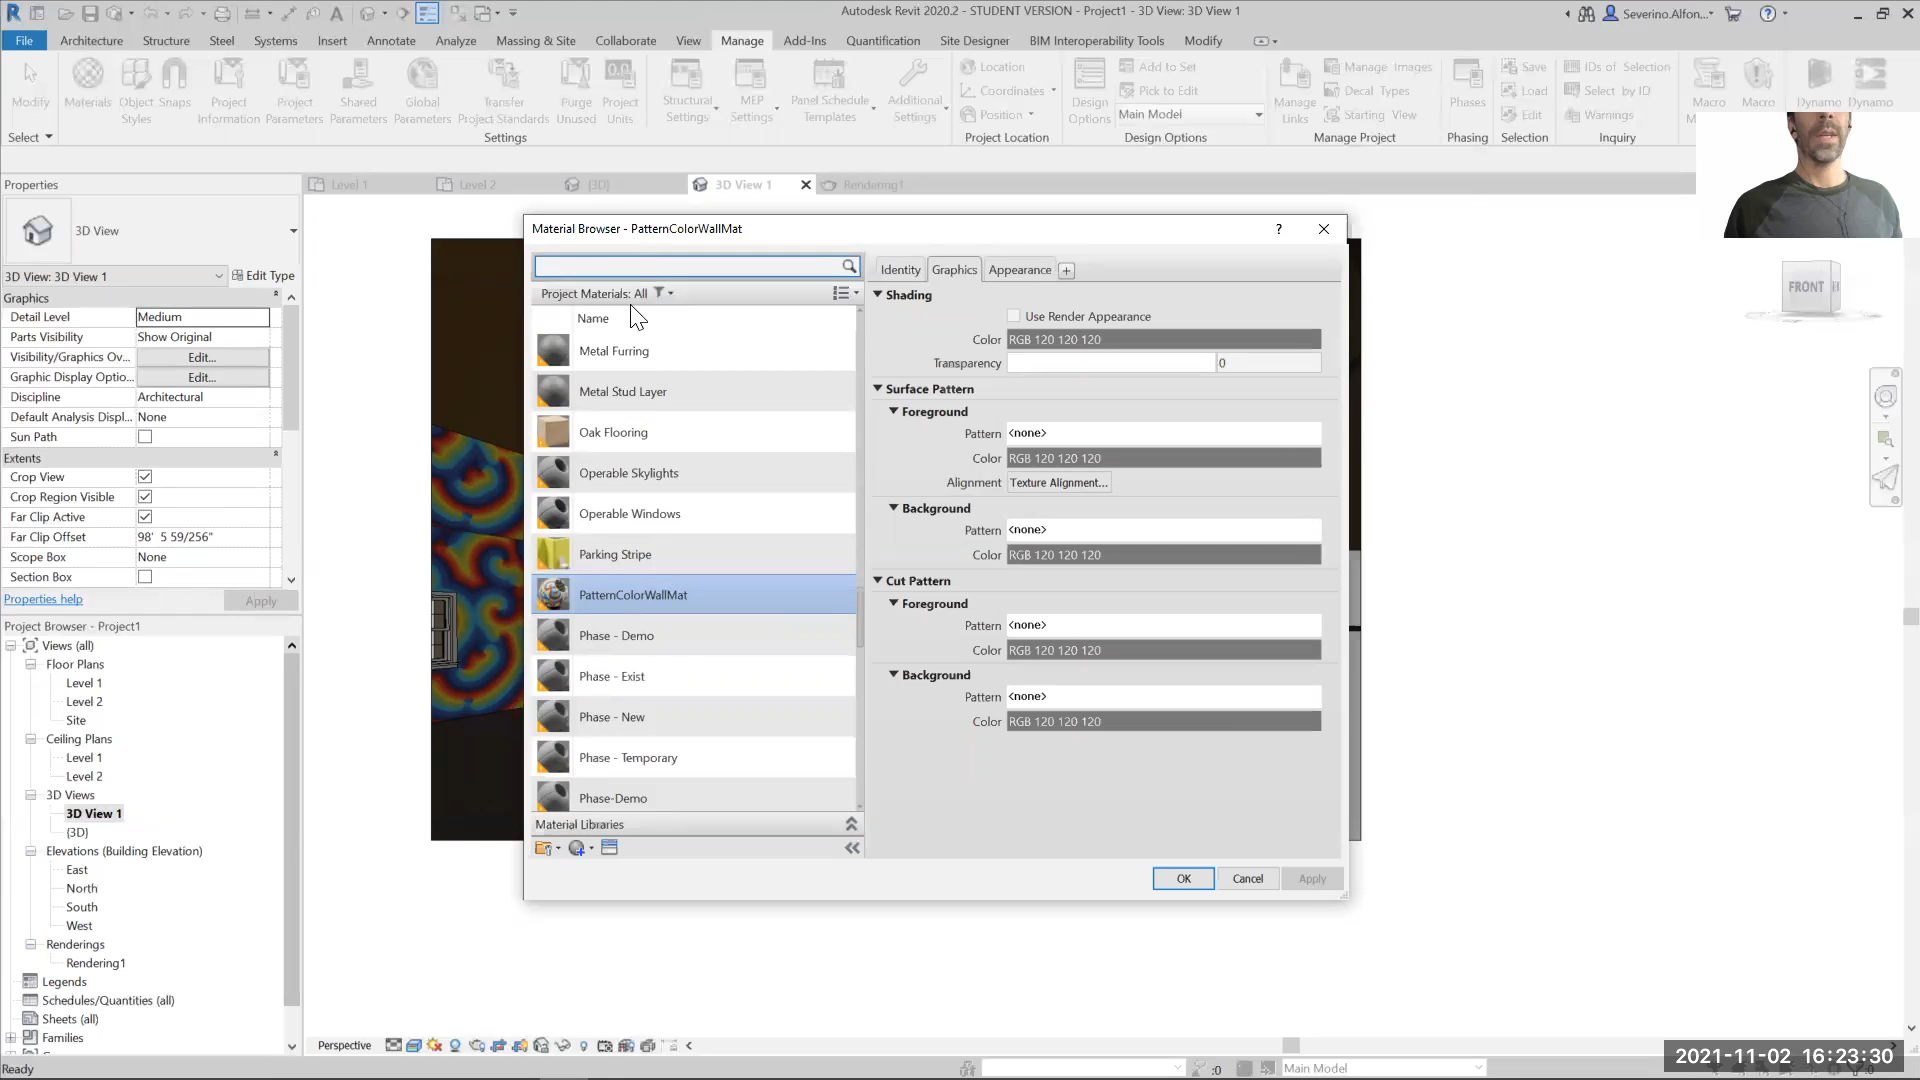 Autodesk Revit 2020.2 - STUDENT VERSION - Project1 - 3D View: 3D View 1
Severino.Alfon...
File Architecture Structure Steel Systems Insert Annotate Analyze Massing & Site Collaborate View Manage Add-Ins Quantification Site Designer BIM Interoperability Tools Modify
Modify
Materials
Object Styles
Snaps
Project Information
Project Parameters
Shared Parameters
Global Parameters
Transfer Project Standards
Purge Unused
Project Units
Structural Settings
MEP Settings
Panel Schedule Templates
Additional Settings
Location
Coordinates
Position
Design Options
Add to Set
Pick to Edit
Main Model
Manage Links
Manage Images
Decal Types
Starting View
Phases
Save
Load
Edit
IDs of Selection
Select by ID
Warnings
Macro
Macro
Dynamo
Dynamo
Select
Settings
Project Location
Design Options
Manage Project
Phasing
Selection
Inquiry
Properties
Level 1
Level 2
{3D}
3D View 1
Rendering1
3D View
3D View: 3D View 1
Edit Type
Graphics
Detail Level Medium
Parts Visibility Show Original
Visibility/Graphics Ov... Edit...
Graphic Display Optio... Edit...
Discipline Architectural
Default Analysis Displ... None
Sun Path
Extents
Crop View
Crop Region Visible
Far Clip Active
Far Clip Offset 98' 5 59/256"
Scope Box None
Section Box
Properties help
Apply
Project Browser - Project1
Views (all)
Floor Plans
Level 1
Level 2
Site
Ceiling Plans
Level 1
Level 2
3D Views
3D View 1
{3D}
Elevations (Building Elevation)
East
North
South
West
Renderings
Rendering1
Legends
Schedules/Quantities (all)
Sheets (all)
Families
Material Browser - PatternColorWallMat
?
Project Materials: All
Name
Metal Furring
Metal Stud Layer
Oak Flooring
Operable Skylights
Operable Windows
Parking Stripe
PatternColorWallMat
Phase - Demo
Phase - Exist
Phase - New
Phase - Temporary
Phase-Demo
Material Libraries
Identity Graphics Appearance
Shading
Use Render Appearance
Color RGB 120 120 120
Transparency 0
Surface Pattern
Foreground
Pattern <none>
Color RGB 120 120 120
Alignment Texture Alignment...
Background
Pattern <none>
Color RGB 120 120 120
Cut Pattern
Foreground
Pattern <none>
Color RGB 120 120 120
Background
Pattern <none>
Color RGB 120 120 120
OK Cancel Apply
FRONT
Perspective
Ready
:0
Main Model
2021-11-02 16:23:30